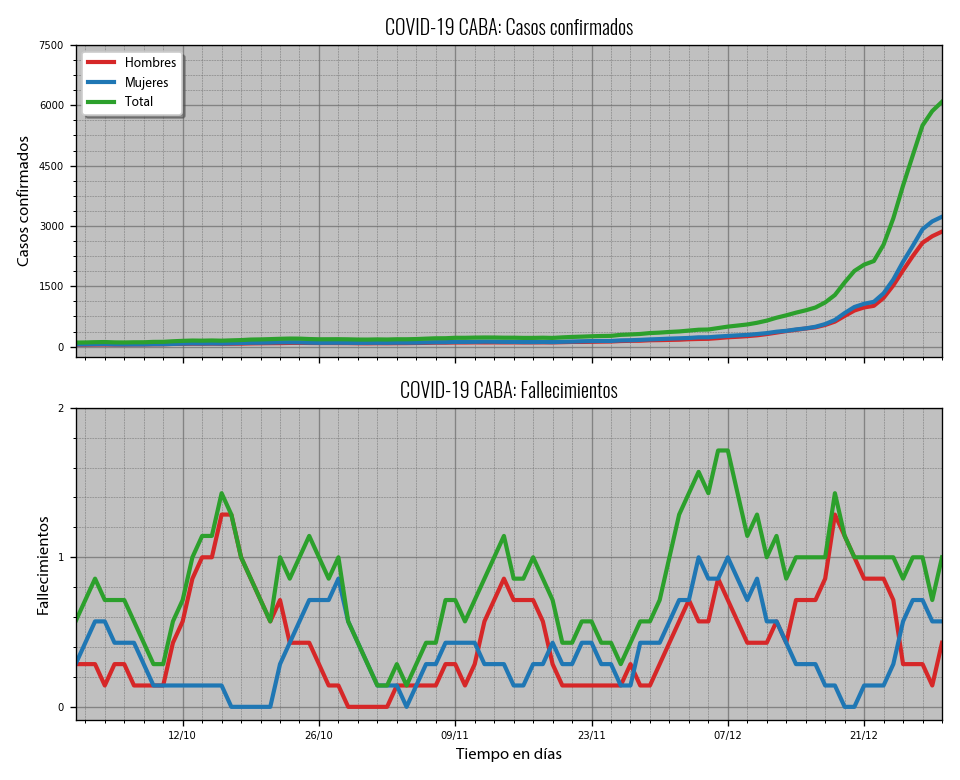 COVID-19 CABA: Casos confirmados
7500
6000
4500
3000
1500
0
Casos confirmados
Hombres
Mujeres
Total
COVID-19 CABA: Fallecimientos
2
1
0
Fallecimientos
12/10 26/10 09/11 23/11 07/12 21/12
Tiempo en días